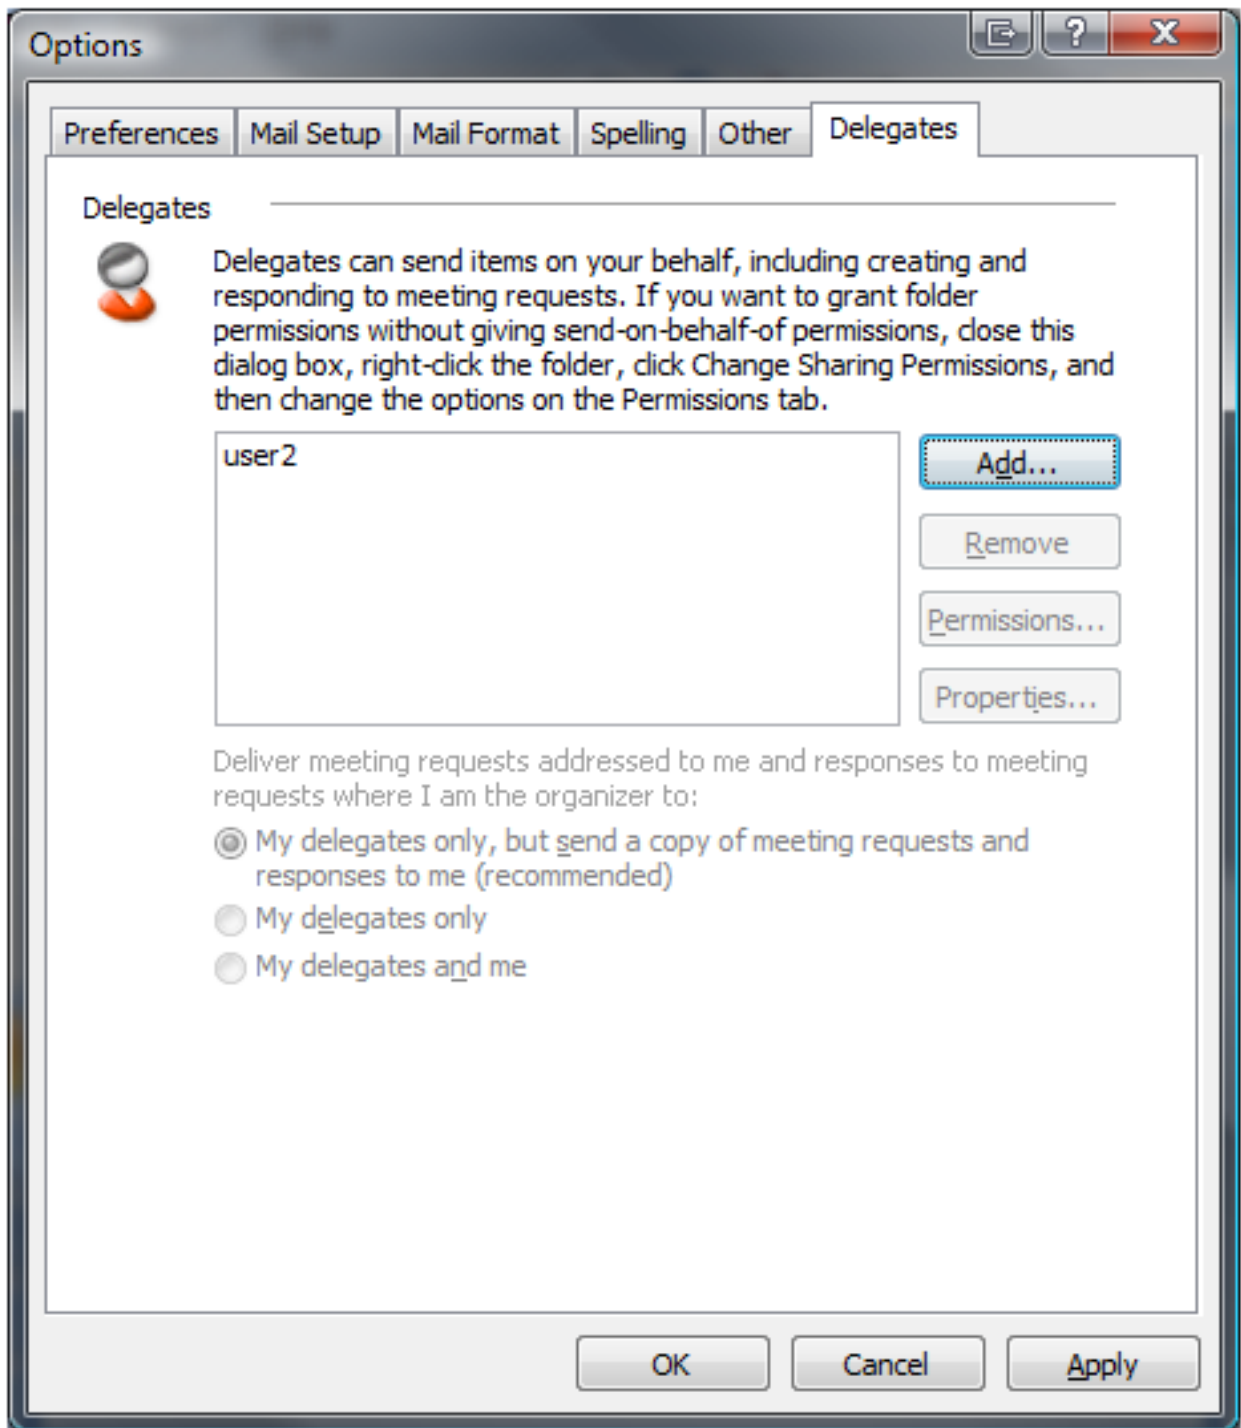 Options
Preferences
Mail Setup
Mail Format
Spelling
Other
Delegates
Delegates
Delegates can send items on your behalf, including creating and
responding to meeting requests. If you want to grant folder
permissions without giving send-on-behalf-of permissions, close this
dialog box, right-click the folder, click Change Sharing Permissions, and
then change the options on the Permissions tab.
user2
Add...
Remove
Permissions...
Properties...
Deliver meeting requests addressed to me and responses to meeting
requests where I am the organizer to:
My delegates only, but send a copy of meeting requests and
responses to me (recommended)
My delegates only
My delegates and me
OK
Cancel
Apply